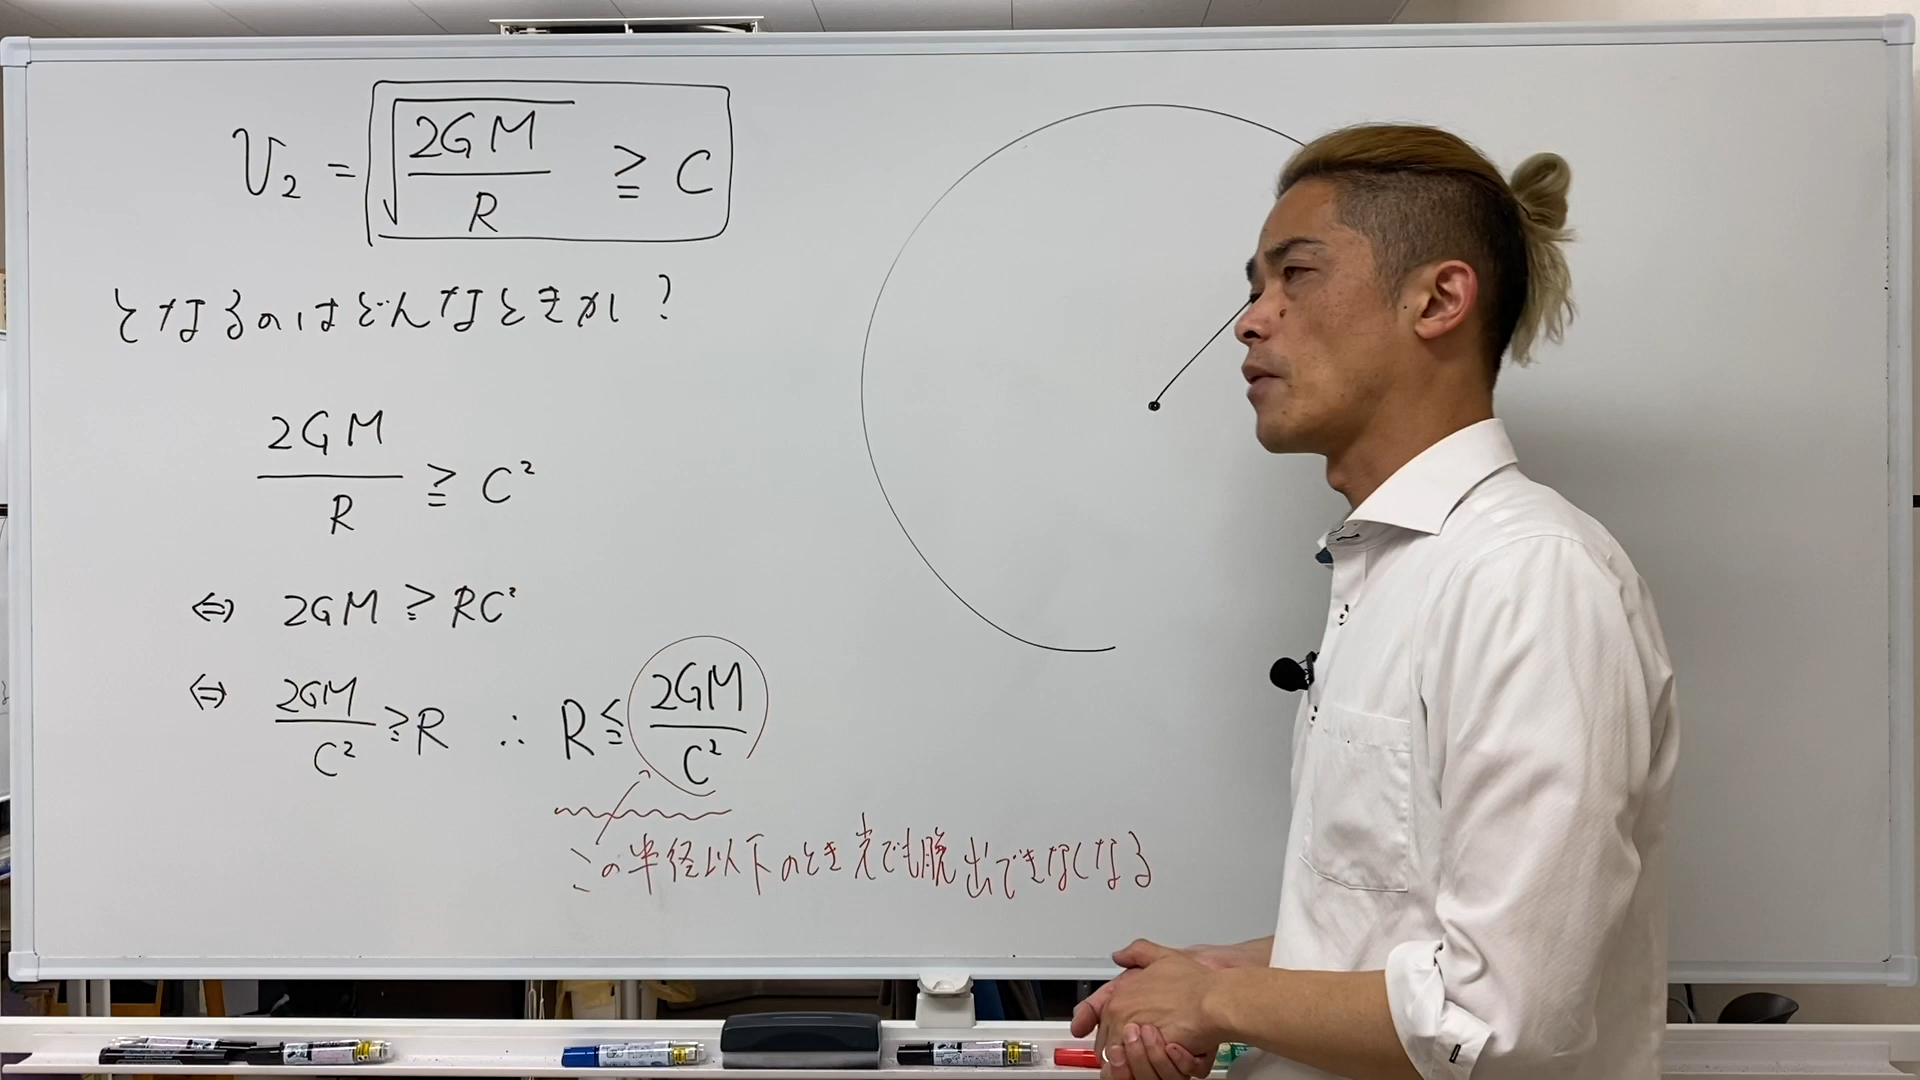 V₂ = √(2GM/R) ≧ C
となるのはどんなときか?
2GM/R ≧ C²
⇔ 2GM ≧ RC²
⇔ 2GM/C² ≧ R ∴ R ≦ 2GM/C²
この半径以下のとき光でも脱出できなくなる